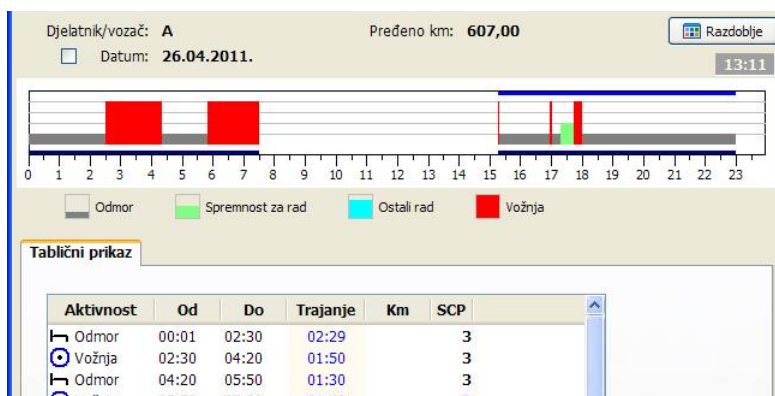 Djelatnik/vozač: A Pređeno km: 607,00 Razdoblje
Datum: 26.04.2011. 13:11
0 1 2 3 4 5 6 7 8 9 10 11 12 13 14 15 16 17 18 19 20 21 22 23
Odmor Spremnost za rad Ostali rad Vožnja
Tablični prikaz
Aktivnost Od Do Trajanje Km SCP
Odmor 00:01 02:30 02:29 3
Vožnja 02:30 04:20 01:50 3
Odmor 04:20 05:50 01:30 3